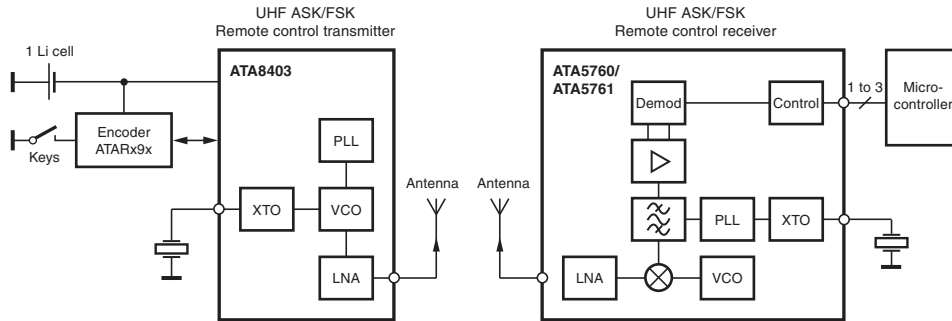 UHF ASK/FSK
Remote control transmitter
1 Li cell
ATA8403
Encoder
ATARx9x
Keys
PLL
XTO
VCO
LNA
Antenna
UHF ASK/FSK
Remote control receiver
Antenna
ATA5760/
ATA5761
Demod
Control
1 to 3
Micro-
controller
PLL
XTO
LNA
VCO